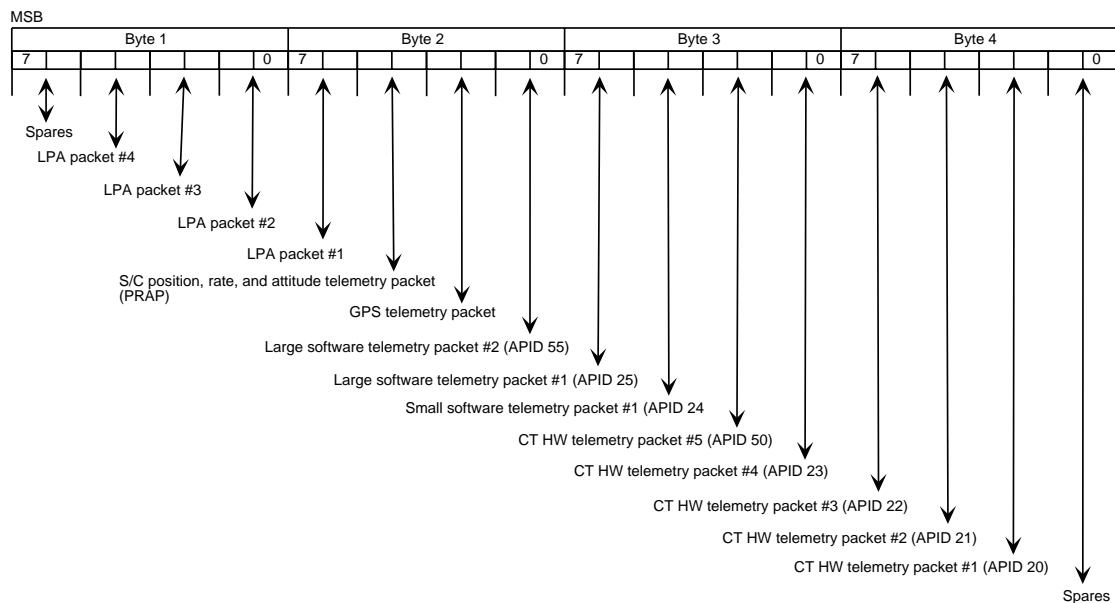 MSB
Byte 1 Byte 2 Byte 3 Byte 4
7 0 7 0 7 0 7 0
Spares
LPA packet #4
LPA packet #3
LPA packet #2
LPA packet #1
S/C position, rate, and attitude telemetry packet
(PRAP)
GPS telemetry packet
Large software telemetry packet #2 (APID 55)
Large software telemetry packet #1 (APID 25)
Small software telemetry packet #1 (APID 24
CT HW telemetry packet #5 (APID 50)
CT HW telemetry packet #4 (APID 23)
CT HW telemetry packet #3 (APID 22)
CT HW telemetry packet #2 (APID 21)
CT HW telemetry packet #1 (APID 20)
Spares